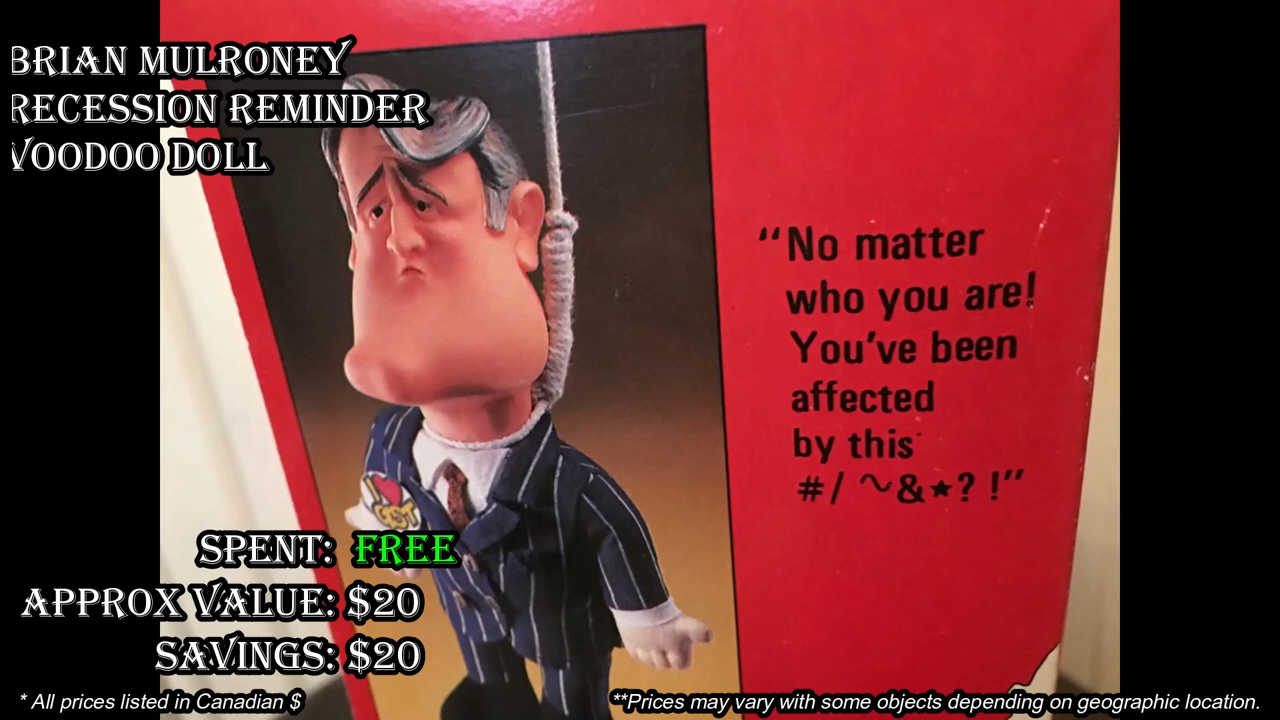 BRIAN MULRONEY
RECESSION REMINDER
VOODOO DOLL
"No matter
who you are!
You've been
affected
by this
#/ ~&★? !"
I ♥
GST
SPENT: FREE
APPROX VALUE: $20
SAVINGS: $20
* All prices listed in Canadian $
**Prices may vary with some objects depending on geographic location.